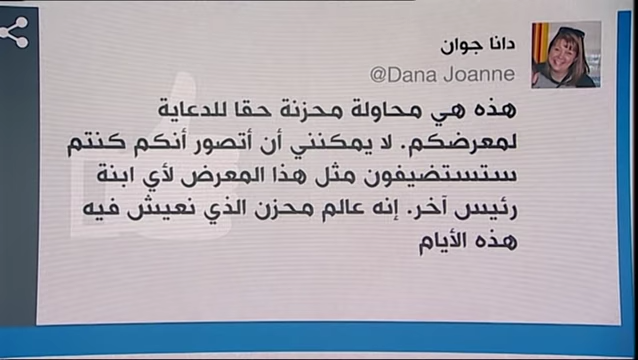 دانا جوان
@Dana Joanne
هذه هي محاولة محزنة حقا للدعاية
لمعرضكم. لا يمكنني أن أتصور أنكم كنتم
ستستضيفون مثل هذا المعرض لأي ابنة
رئيس آخر. إنه عالم محزن الذي نعيش فيه
هذه الأيام